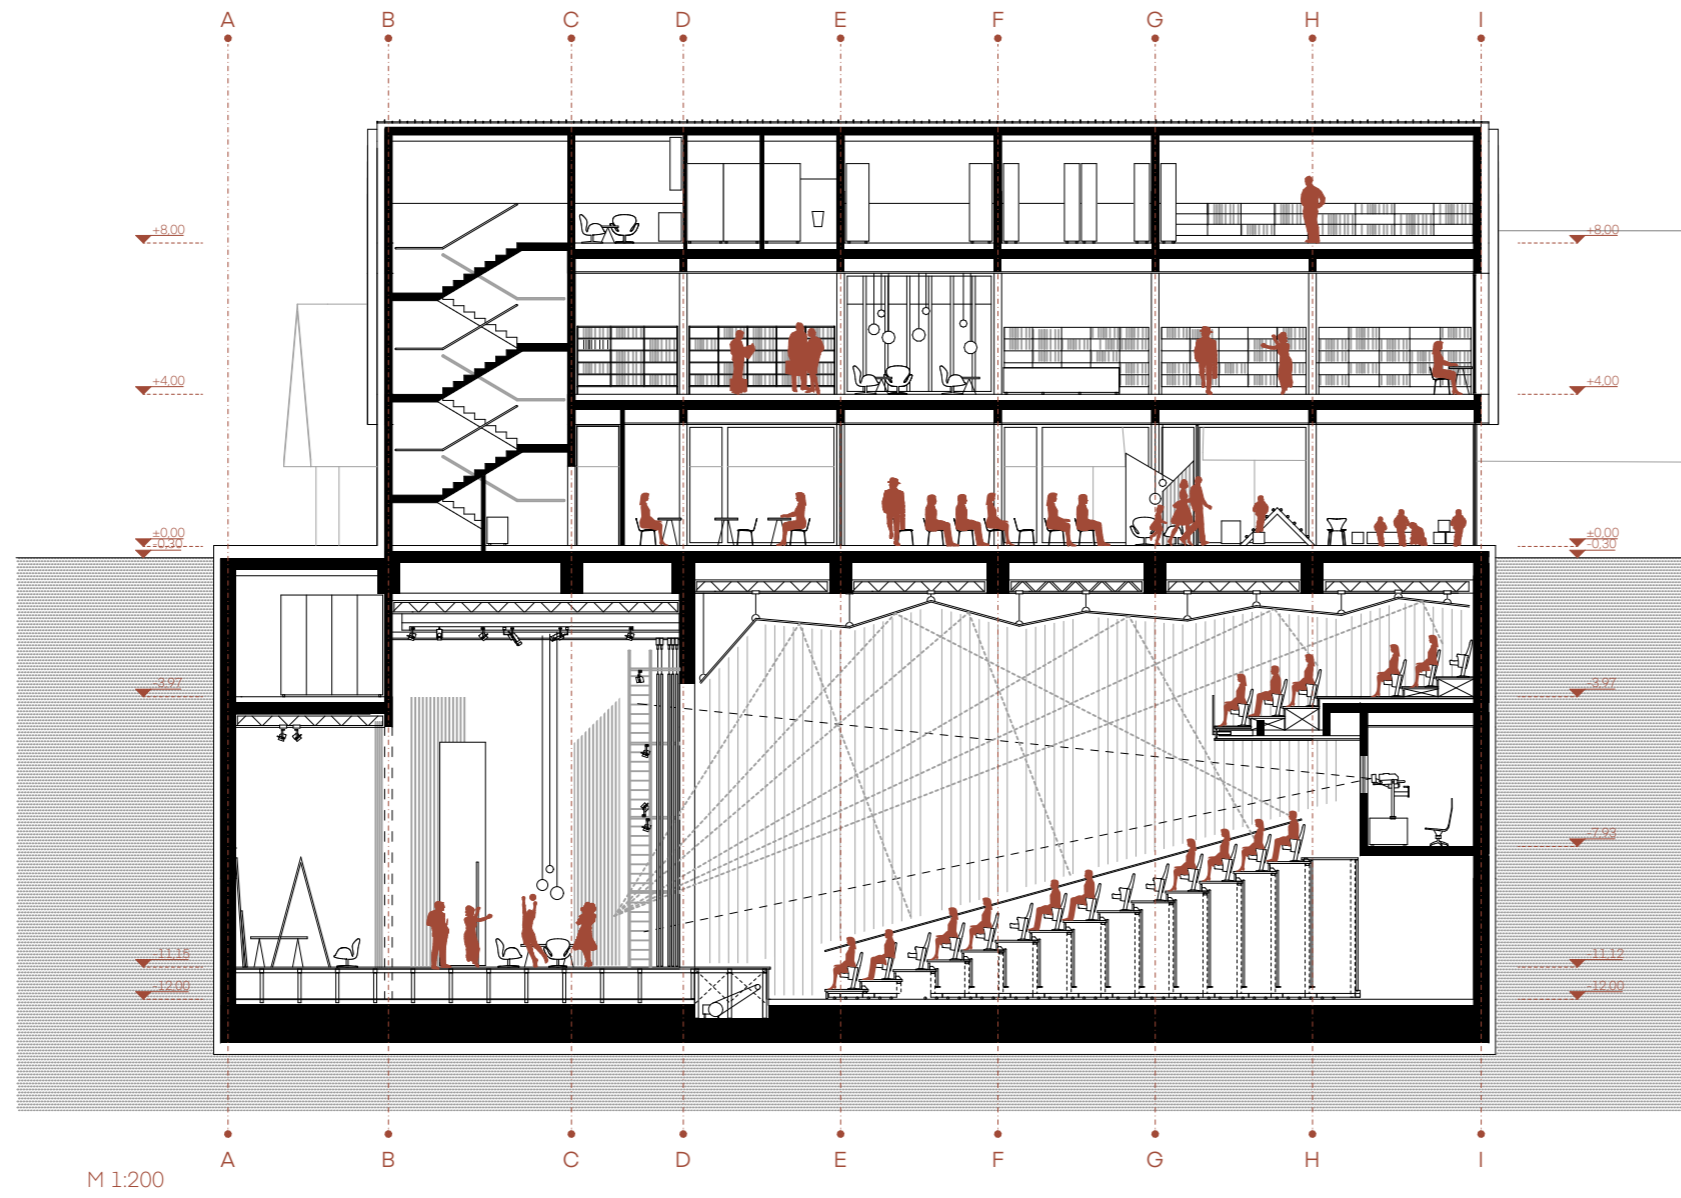 A B C D E F G H I
+8,00 +8,00
+4,00 +4,00
±0,00 ±0,00
-0,30 -0,30
-3,97 -3,97
-7,93
-11,15 -11,12
-12,00 -12,00
A B C D E F G H I
M 1:200